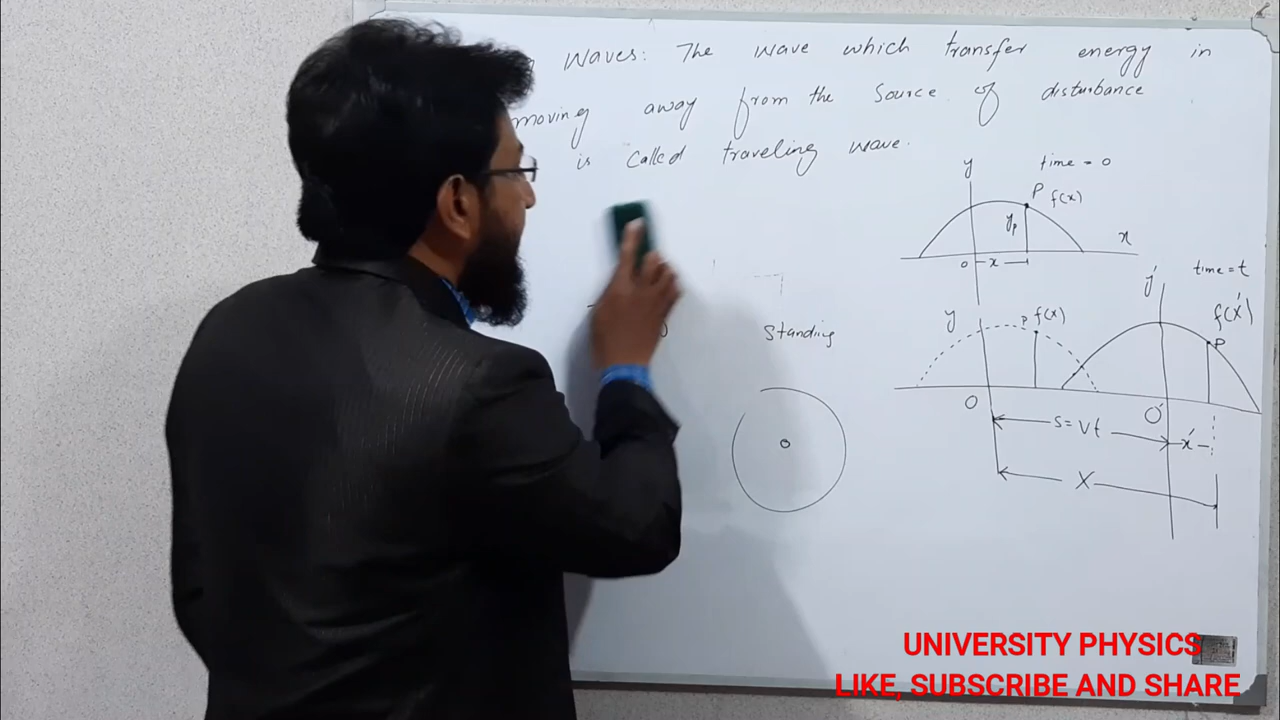 waves: The wave which transfer energy in
moving away from the source of disturbance
is called traveling wave.
y time = 0
P f(x)
yp
x
o x
y' time = t
y P f(x) f(x')
P
Standing
O O'
s = vt x'
X
UNIVERSITY PHYSICS
LIKE, SUBSCRIBE AND SHARE